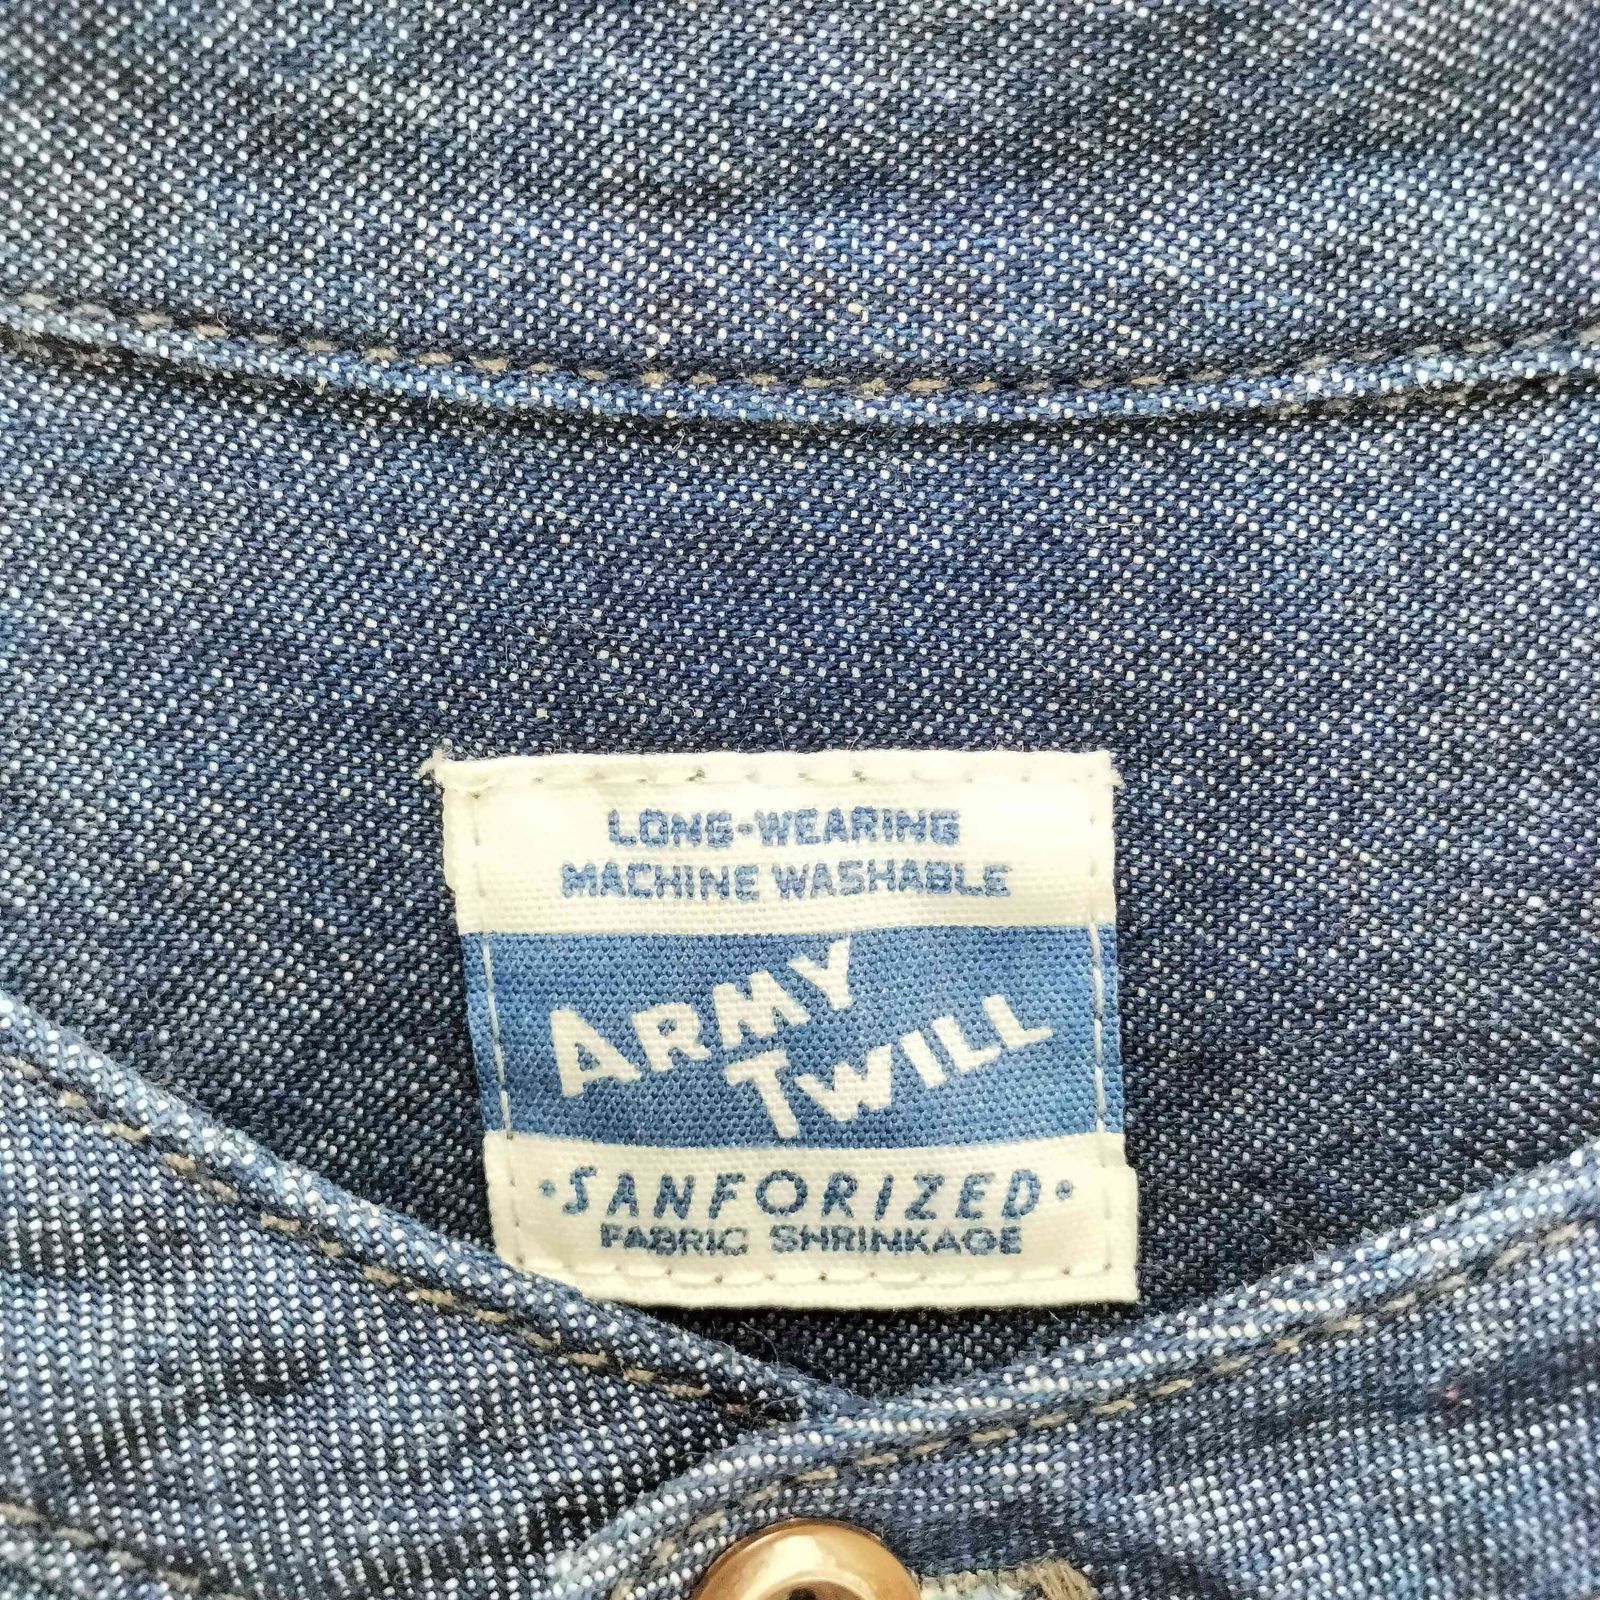 LONG-WEARING
MACHINE WASHABLE
ARMY
TWILL
•SANFORIZED•
FABRIC SHRINKAGE